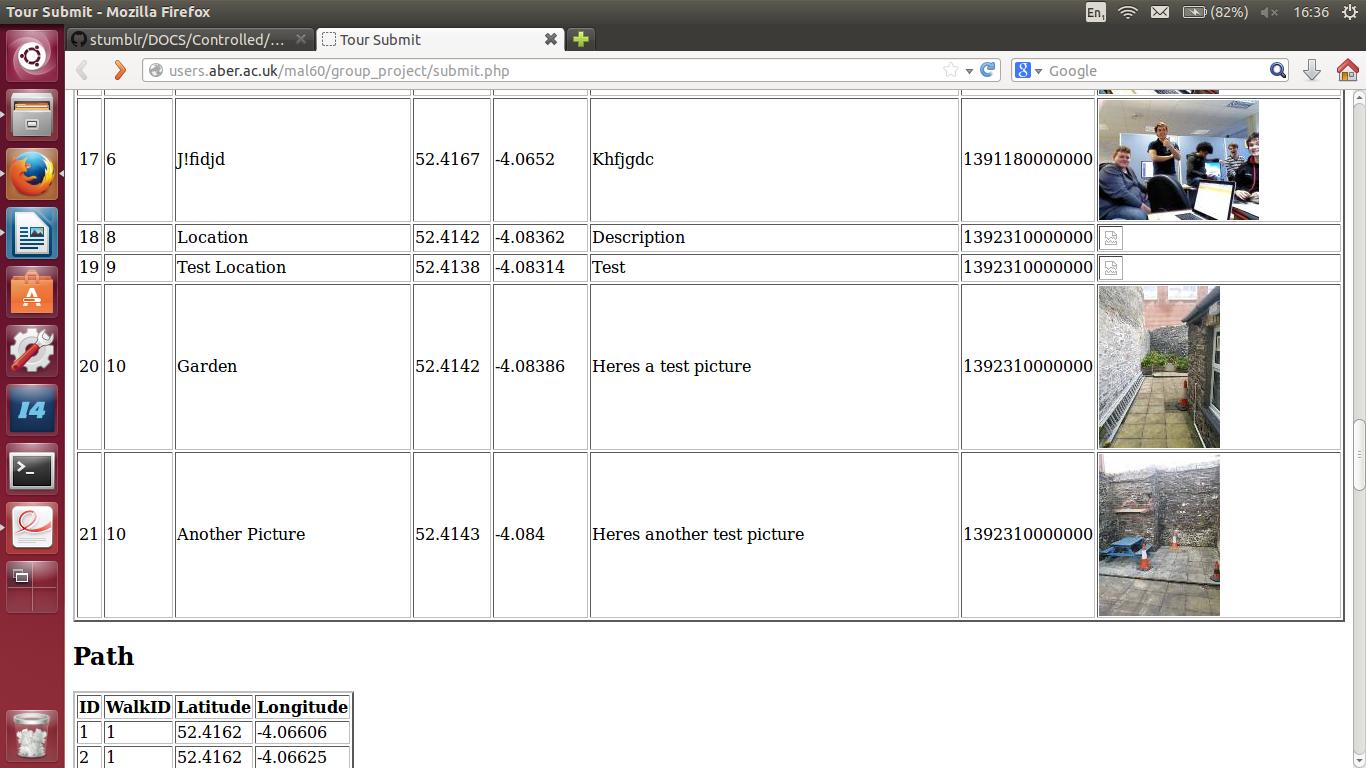 Tour Submit - Mozilla Firefox
En1 (82%) 16:36
stumblr/DOCS/Controlled/... Tour Submit
users.aber.ac.uk/mal60/group_project/submit.php Google
17 6 J!fidjd 52.4167 -4.0652 Khfjgdc 1391180000000
18 8 Location 52.4142 -4.08362 Description 1392310000000
19 9 Test Location 52.4138 -4.08314 Test 1392310000000
20 10 Garden 52.4142 -4.08386 Heres a test picture 1392310000000
21 10 Another Picture 52.4143 -4.084 Heres another test picture 1392310000000
Path
ID WalkID Latitude Longitude
1 1 52.4162 -4.06606
2 1 52.4162 -4.06625